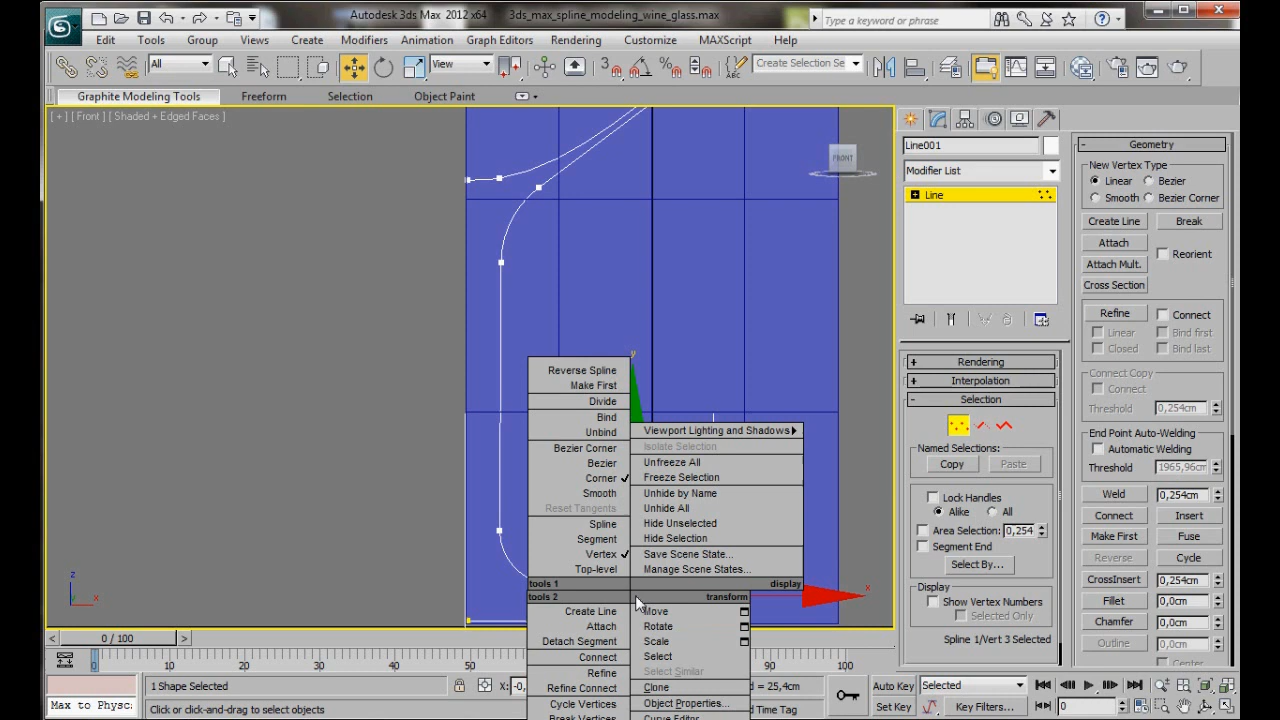 Autodesk 3ds Max 2012 x64    3ds_max_spline_modeling_wine_glass.max
Type a keyword or phrase
Edit Tools Group Views Create Modifiers Animation Graph Editors Rendering Customize MAXScript Help
All
View
3
%
ABC
Create Selection Se
Graphite Modeling Tools Freeform Selection Object Paint
[ + ] [ Front ] [ Shaded + Edged Faces ]
FRONT
y
x
z
x
Reverse Spline
Make First
Divide
Bind
Unbind
Bezier Corner
Bezier
Corner
Smooth
Reset Tangents
Spline
Segment
Vertex
Top-level
tools 1
tools 2
Create Line
Attach
Detach Segment
Connect
Refine
Refine Connect
Cycle Vertices
Break Vertices
Viewport Lighting and Shadows
Isolate Selection
Unfreeze All
Freeze Selection
Unhide by Name
Unhide All
Hide Unselected
Hide Selection
Save Scene State...
Manage Scene States...
display
transform
Move
Rotate
Scale
Select
Select Similar
Clone
Object Properties...
Curve Editor...
Line001
Modifier List
Line
Rendering
Interpolation
Selection
Named Selections:
Copy Paste
Lock Handles
Alike All
Area Selection: 0,254
Segment End
Select By...
Display
Show Vertex Numbers
Selected Only
Spline 1/Vert 3 Selected
Geometry
New Vertex Type
Linear Bezier
Smooth Bezier Corner
Create Line Break
Attach
Reorient
Attach Mult.
Cross Section
Refine Connect
Linear Bind first
Closed Bind last
Connect Copy
Connect
Threshold 0,254cm
End Point Auto-Welding
Automatic Welding
Threshold 1965,96cm
Weld 0,254cm
Connect Insert
Make First Fuse
Reverse Cycle
CrossInsert 0,254cm
Fillet 0,0cm
Chamfer 0,0cm
Outline 0,0cm
Center
0 / 100
0 10 20 30 40 50 80 90 100
1 Shape Selected
X: -0,
= 25,4cm
Auto Key Selected
Max to Physc:
Click or click-and-drag to select objects
Set Key Key Filters... 0